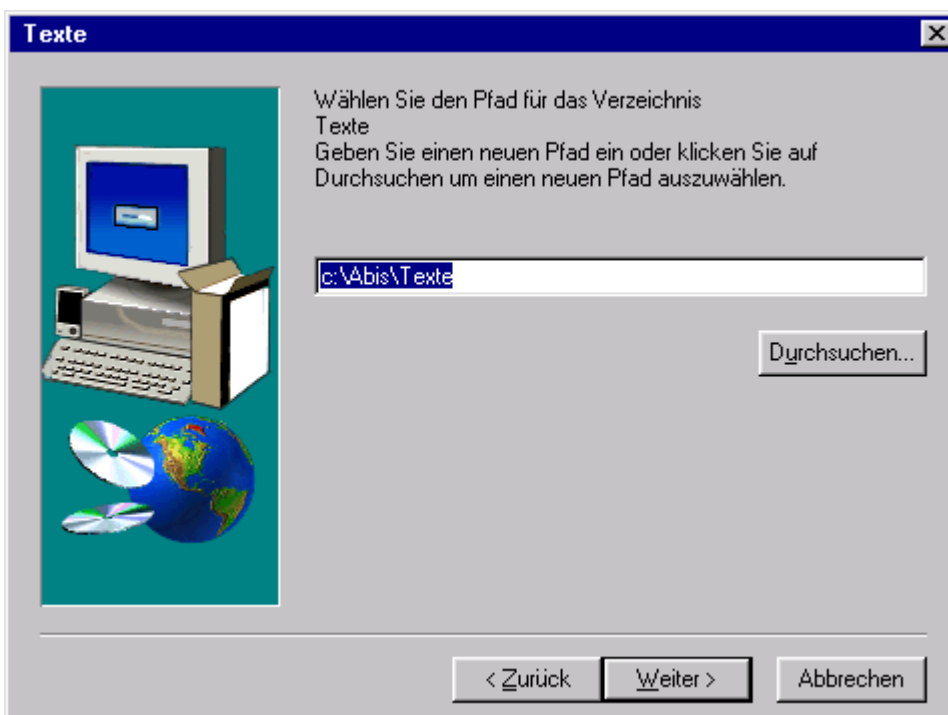 Texte
Wählen Sie den Pfad für das Verzeichnis
Texte
Geben Sie einen neuen Pfad ein oder klicken Sie auf
Durchsuchen um einen neuen Pfad auszuwählen.
c:\Abis\Texte
Durchsuchen...
< Zurück
Weiter >
Abbrechen